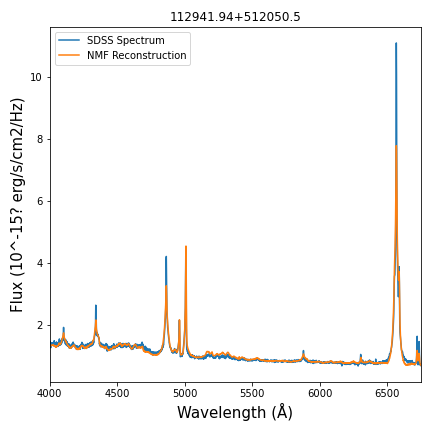 112941.94+512050.5
SDSS Spectrum
NMF Reconstruction
10
8
6
4
2
Flux (10^-15? erg/s/cm2/Hz)
4000 4500 5000 5500 6000 6500
Wavelength (Å)